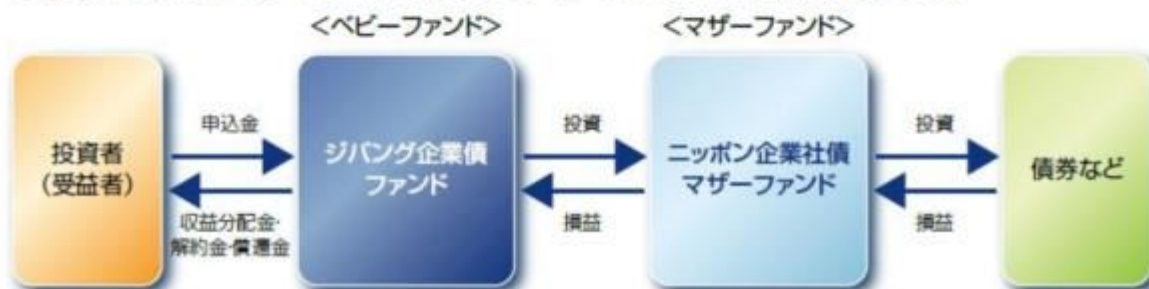 <ベビーファンド>
<マザーファンド>
投資者
(受益者)
申込金
収益分配金・
解約金・償還金
ジパング企業債
ファンド
投資
損益
ニッポン企業社債
マザーファンド
投資
損益
債券など